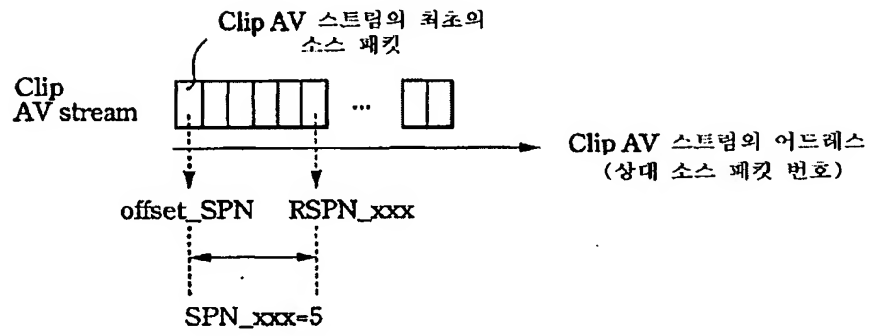 Clip AV 스트림의 최초의
소스 패킷
Clip
AV stream
...
Clip AV 스트림의 어드레스
(상대 소스 패킷 번호)
offset_SPN RSPN_xxx
SPN_xxx=5